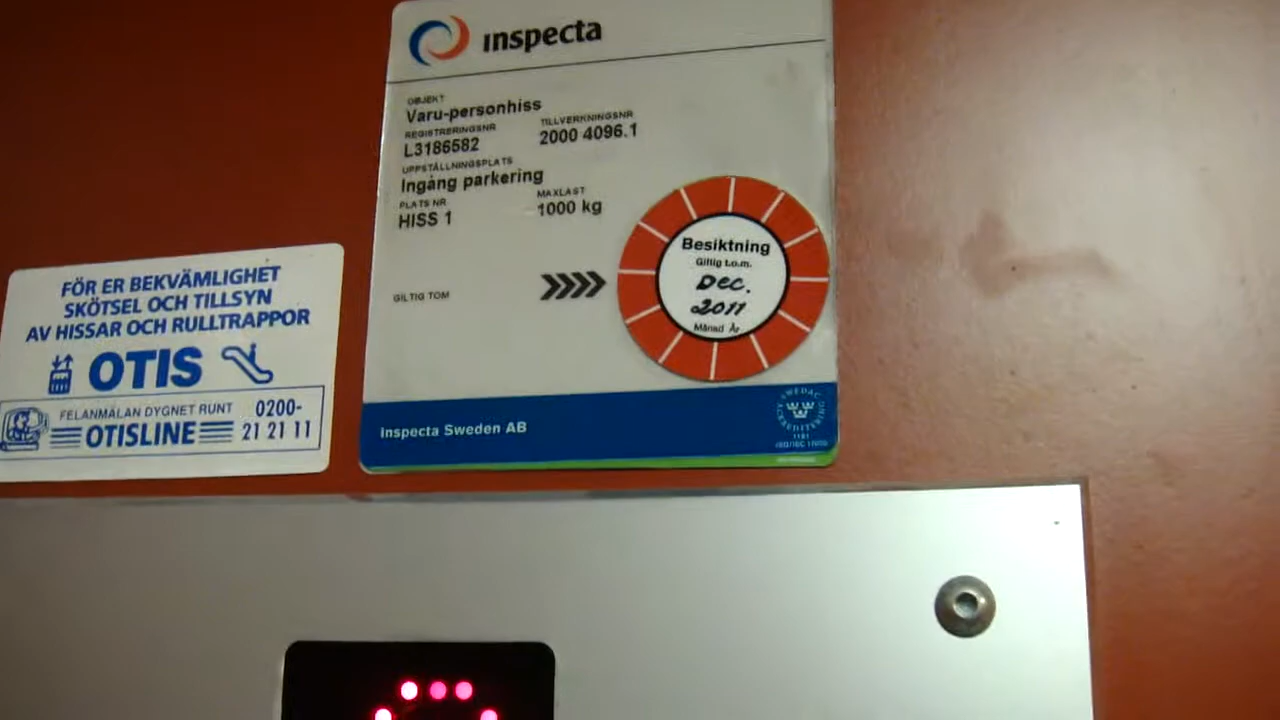 inspecta
OBJEKT
Varu-personhiss
REGISTRERINGSNR TILLVERKNINGSNR
L3186582 2000 4096.1
UPPSTÄLLNINGSPLATS
Ingång parkering
PLATS NR MAXLAST
HISS 1 1000 kg
GILTIG TOM
Besiktning
Giltig t.o.m.
Dec.
2011
Månad År
Inspecta Sweden AB
SWEDAC
ACKREDITERING
FÖR ER BEKVÄMLIGHET
SKÖTSEL OCH TILLSYN
AV HISSAR OCH RULLTRAPPOR
OTIS
FELANMÄLAN DYGNET RUNT 0200-
OTISLINE 21 21 11